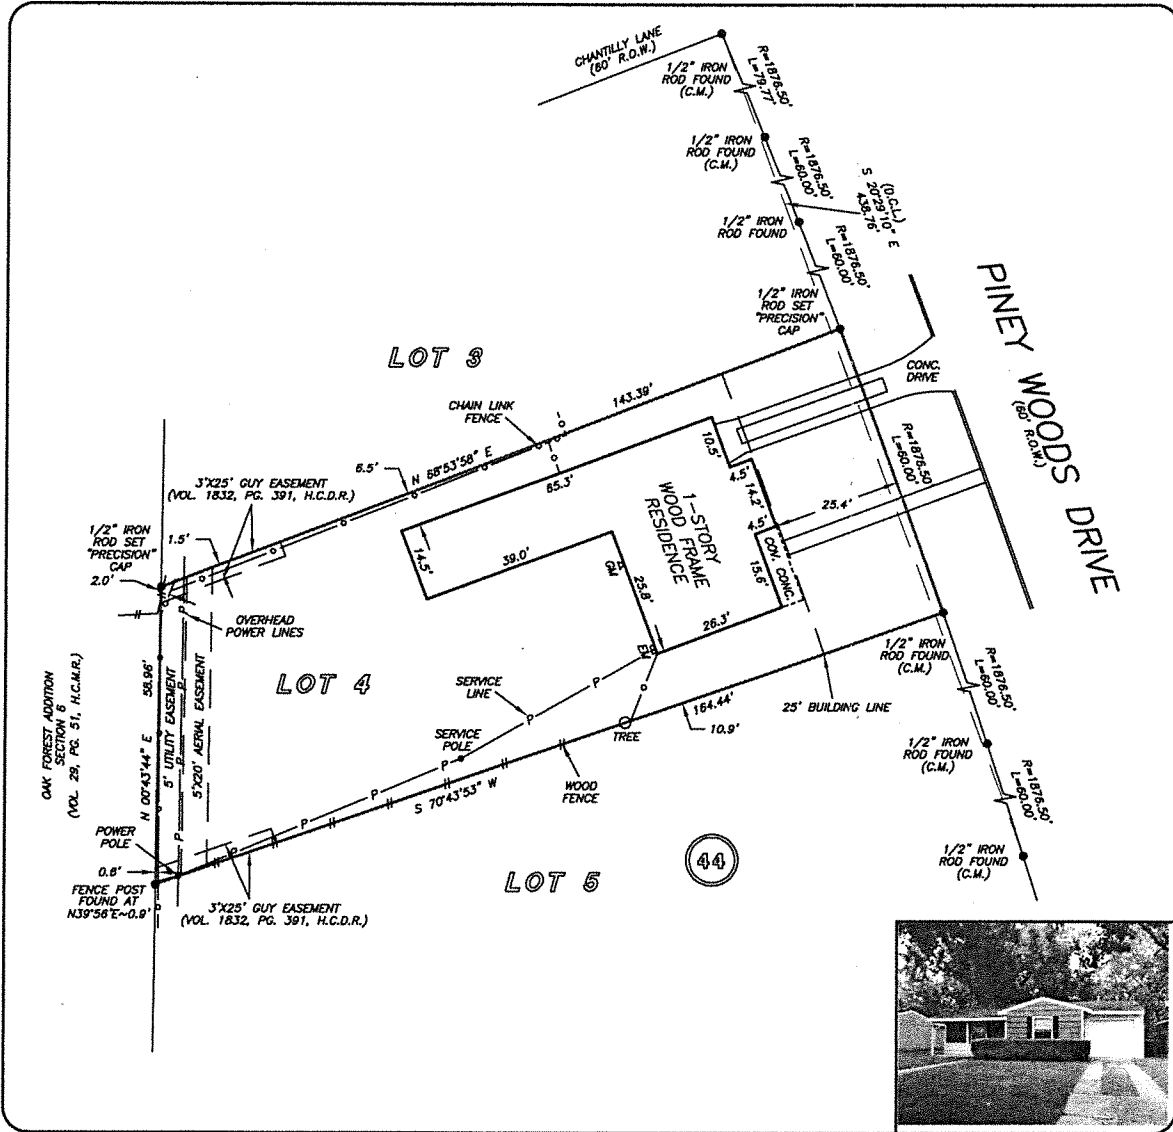 CHANTILLY LANE
(60' R.O.W.)
1/2" IRON
ROD FOUND
(C.M.)
R=1876.50'
L=79.77'
1/2" IRON
ROD FOUND
(C.M.)
R=1876.50'
L=60.00'
(D.C.L.)
S 20°29'10" E
438.76'
1/2" IRON
ROD FOUND
R=1876.50'
L=60.00'
1/2" IRON
ROD SET
"PRECISION"
CAP
PINEY WOODS DRIVE
(60' R.O.W.)
LOT 3
CONC.
DRIVE
143.39'
CHAIN LINK
FENCE
N 68°53'58" E
6.5'
3'X25' GUY EASEMENT
(VOL. 1832, PG. 391, H.C.D.R.)
10.5'
4.5'
14.2'
4.5'
R=1876.50'
L=60.00'
25.4'
65.3'
1-STORY
WOOD FRAME
RESIDENCE
1/2" IRON
ROD SET
"PRECISION"
CAP
1.5'
2.0'
14.5'
39.0'
GM
25.8'
COV. CONC.
15.6'
26.3'
EM
OVERHEAD
POWER LINES
OAK FOREST ADDITION
SECTION 6
(VOL. 29, PG. 51, H.C.M.R.)
N 00°43'44" E 58.96'
5' UTILITY EASEMENT
5'X20' AERIAL EASEMENT
LOT 4
SERVICE
LINE
SERVICE
POLE
TREE
164.44'
10.9'
25' BUILDING LINE
1/2" IRON
ROD FOUND
(C.M.)
R=1876.50'
L=60.00'
1/2" IRON
ROD FOUND
(C.M.)
R=1876.50'
L=60.00'
1/2" IRON
ROD FOUND
(C.M.)
WOOD
FENCE
S 70°43'53" W
POWER
POLE
0.6'
FENCE POST
FOUND AT
N39°56'E~0.9'
3'X25' GUY EASEMENT
(VOL. 1832, PG. 391, H.C.D.R.)
LOT 5
44
P
P
P
P
P
P
P
P